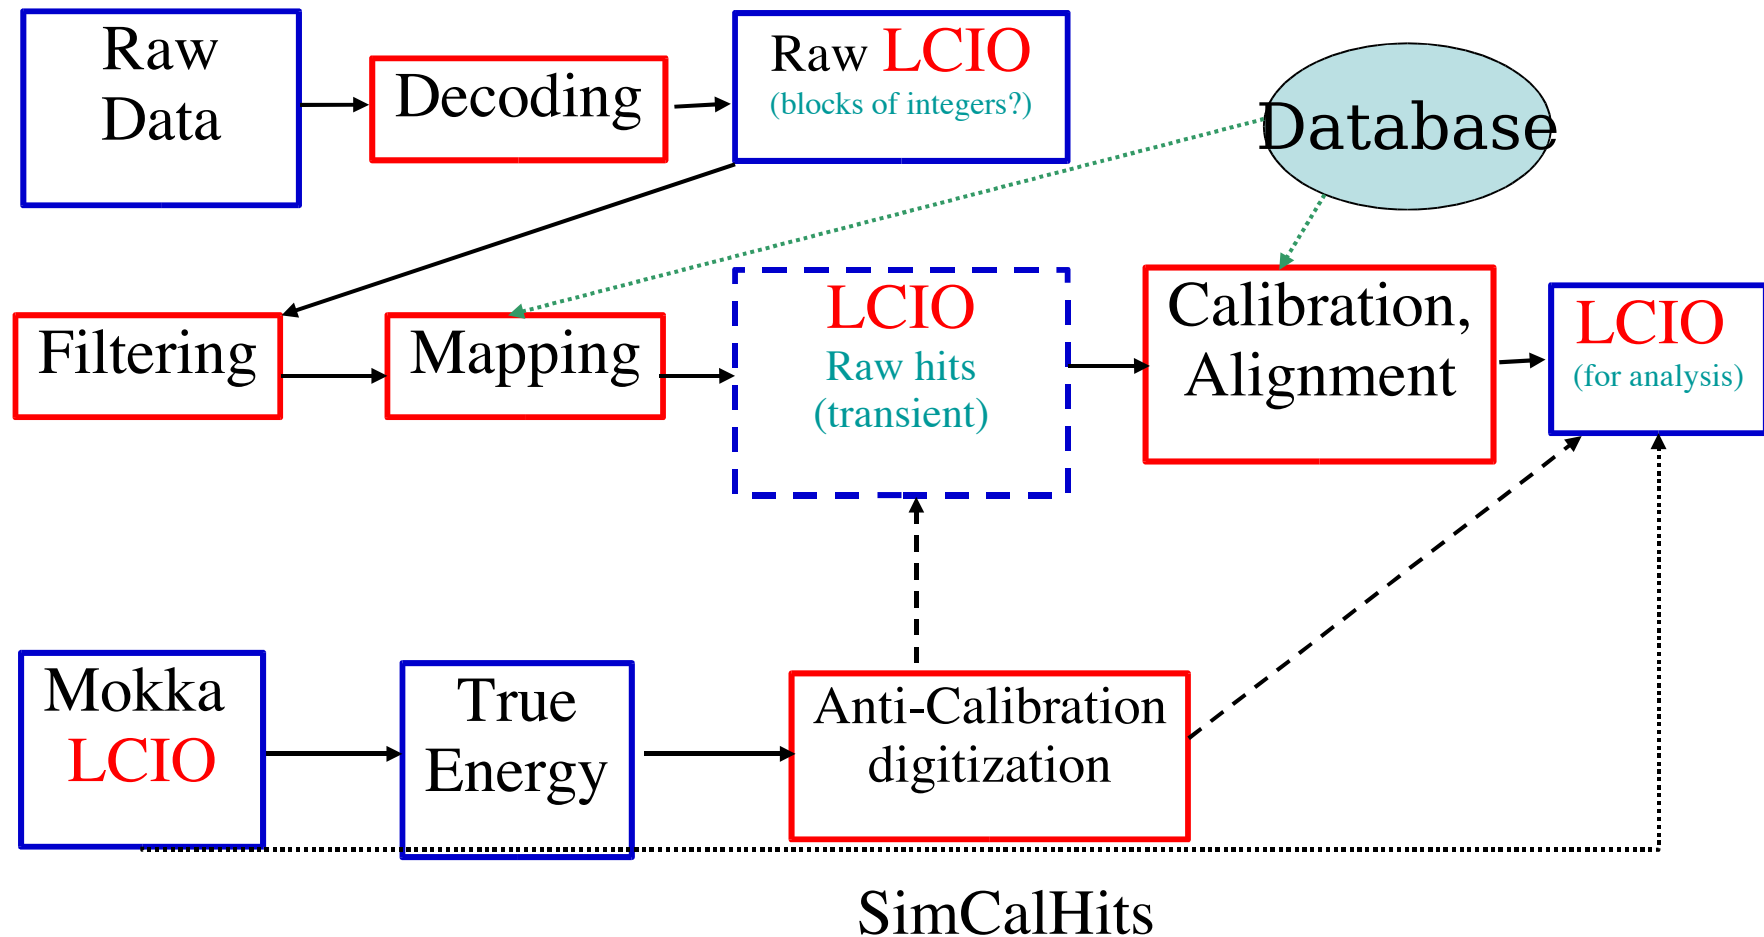 Raw
Data
Decoding
Raw LCIO
(blocks of integers?)
Database
Filtering
Mapping
LCIO
Raw hits
(transient)
Calibration,
Alignment
LCIO
(for analysis)
Mokka
LCIO
True
Energy
Anti-Calibration
digitization
SimCalHits